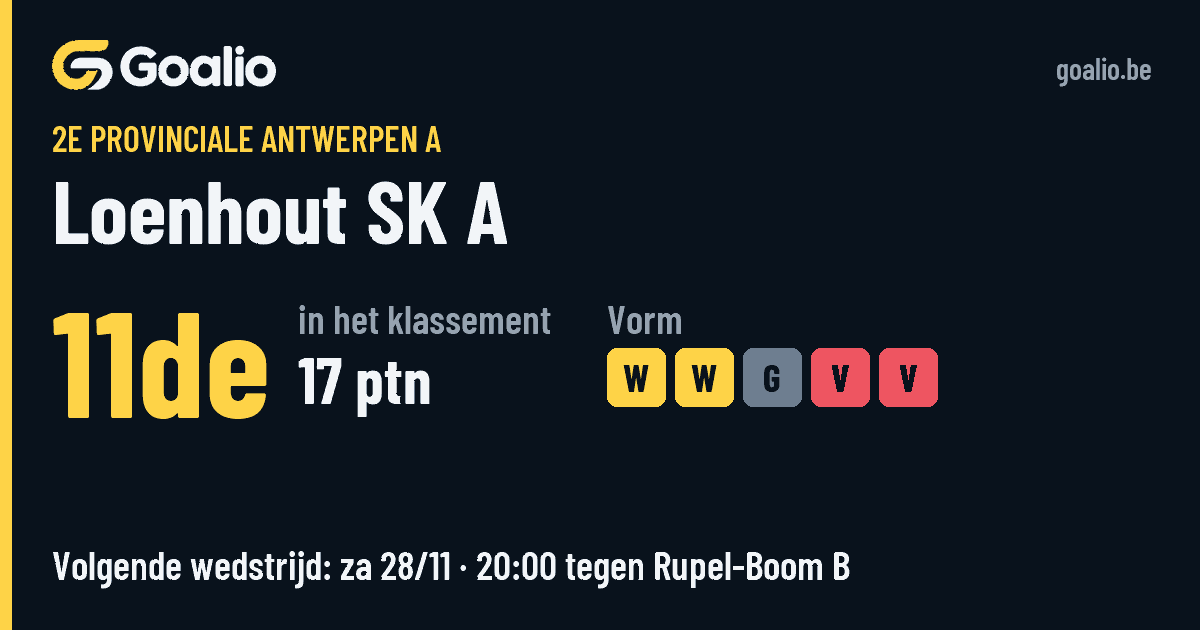 Goalio
goalio.be
2E PROVINCIALE ANTWERPEN A
Loenhout SK A
11de
in het klassement
17 ptn
Vorm
W W G V V
Volgende wedstrijd: za 28/11 · 20:00 tegen Rupel-Boom B